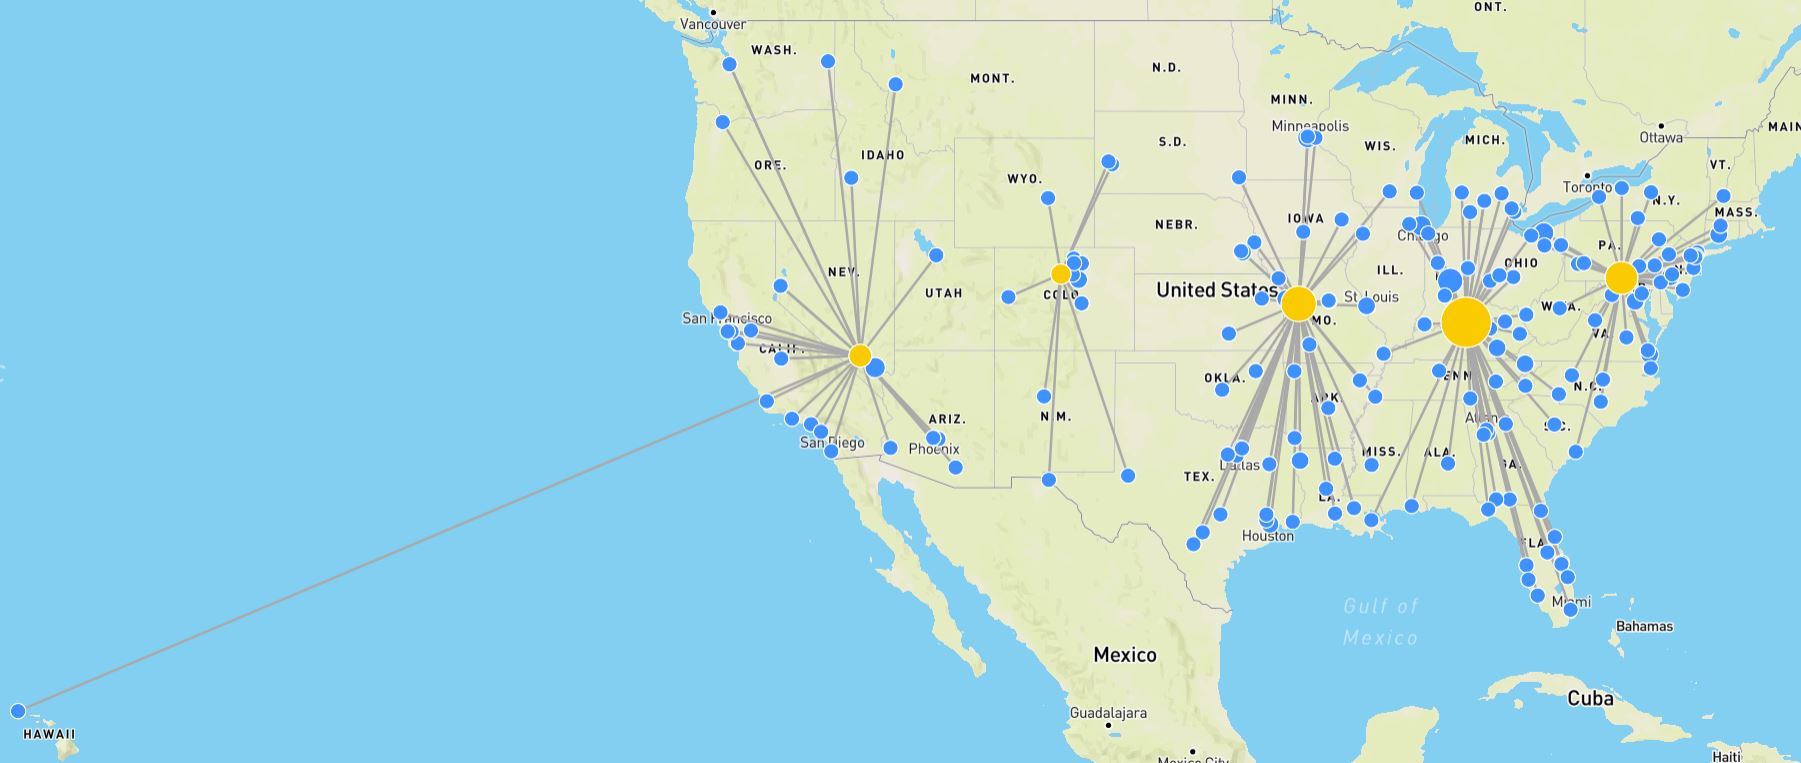 ONT.
Vancouver
WASH.
MONT.
N.D.
MINN.
Minneapolis
Ottawa
MAIN
ORE.
IDAHO
S.D.
WIS.
MICH.
VT.
WYO.
Toronto
N.Y.
MASS.
NEBR.
IOWA
Chicago
PA.
OHIO
NEV.
UTAH
COLO
United States
ILL.
St. Louis
MO.
San Francisco
CALIF.
VA
OKLA.
ARK.
ENN
N.C.
ARIZ.
N.M.
San Diego
Phoenix
Dallas
TEX.
MISS.
ALA.
GA.
S.C.
LA.
Houston
FLA
Miami
Gulf of
Mexico
Bahamas
Mexico
Cuba
Guadalajara
HAWAII
Haiti
Mexico City